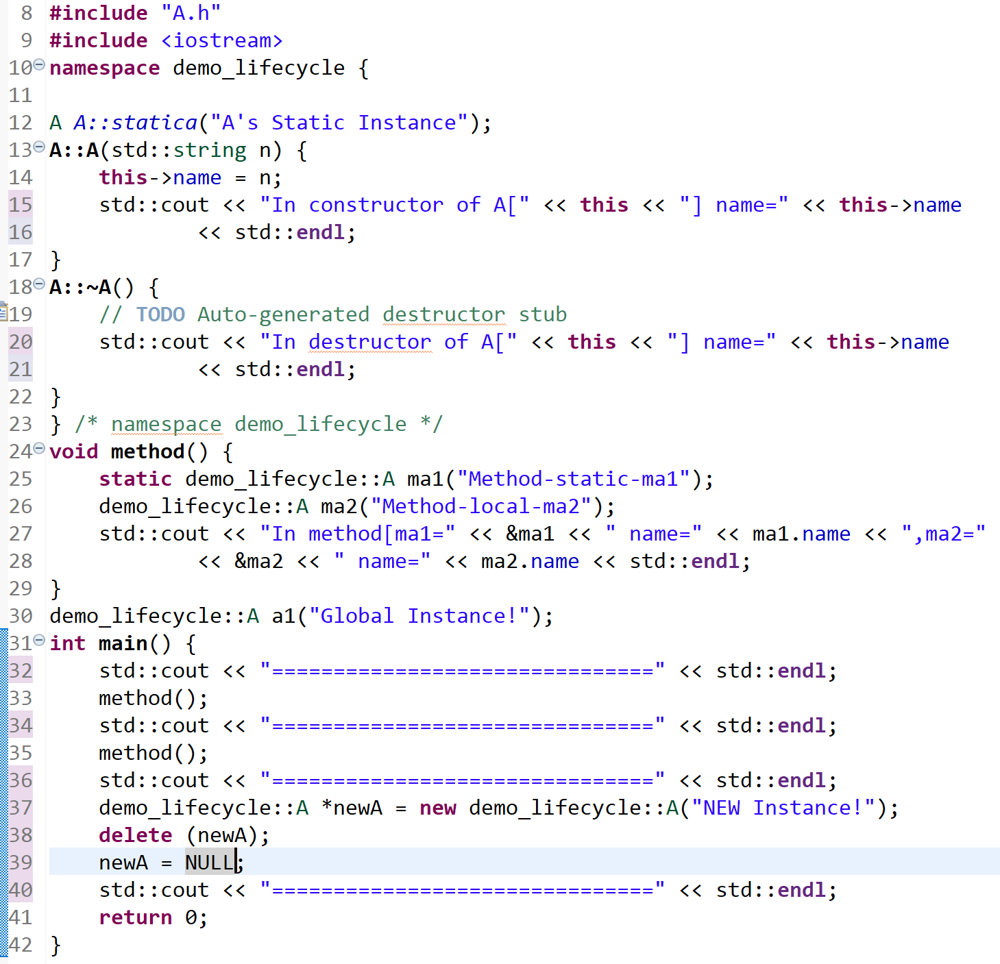 8 #include "A.h"
9 #include <iostream>
10 namespace demo_lifecycle {
11
12 A A::statica("A's Static Instance");
13 A::A(std::string n) {
14     this->name = n;
15     std::cout << "In constructor of A[" << this << "] name=" << this->name
16             << std::endl;
17 }
18 A::~A() {
19     // TODO Auto-generated destructor stub
20     std::cout << "In destructor of A[" << this << "] name=" << this->name
21             << std::endl;
22 }
23 } /* namespace demo_lifecycle */
24 void method() {
25     static demo_lifecycle::A ma1("Method-static-ma1");
26     demo_lifecycle::A ma2("Method-local-ma2");
27     std::cout << "In method[ma1=" << &ma1 << " name=" << ma1.name << ",ma2="
28             << &ma2 << " name=" << ma2.name << std::endl;
29 }
30 demo_lifecycle::A a1("Global Instance!");
31 int main() {
32     std::cout << "===============================" << std::endl;
33     method();
34     std::cout << "===============================" << std::endl;
35     method();
36     std::cout << "===============================" << std::endl;
37     demo_lifecycle::A *newA = new demo_lifecycle::A("NEW Instance!");
38     delete (newA);
39     newA = NULL;
40     std::cout << "===============================" << std::endl;
41     return 0;
42 }